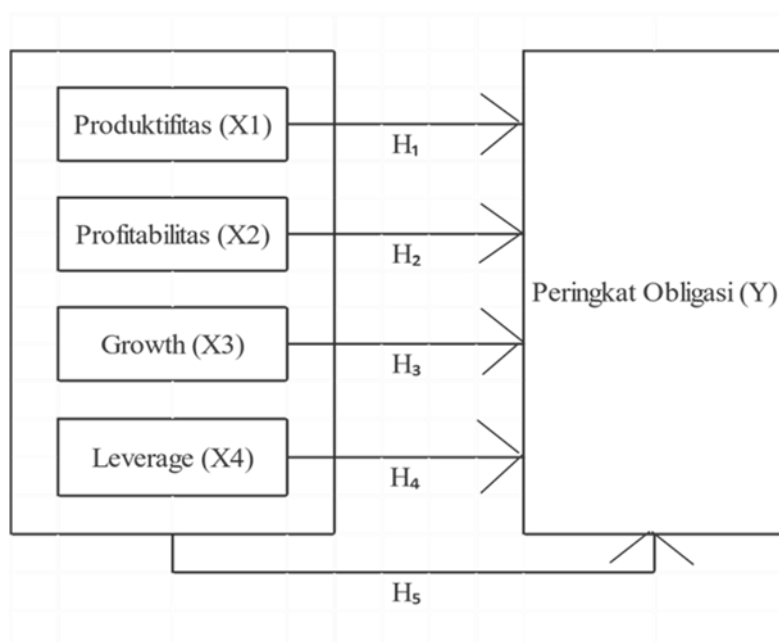 Produktifitas (X1)
H₁
Profitabilitas (X2)
H₂
Peringkat Obligasi (Y)
Growth (X3)
H₃
Leverage (X4)
H₄
H₅